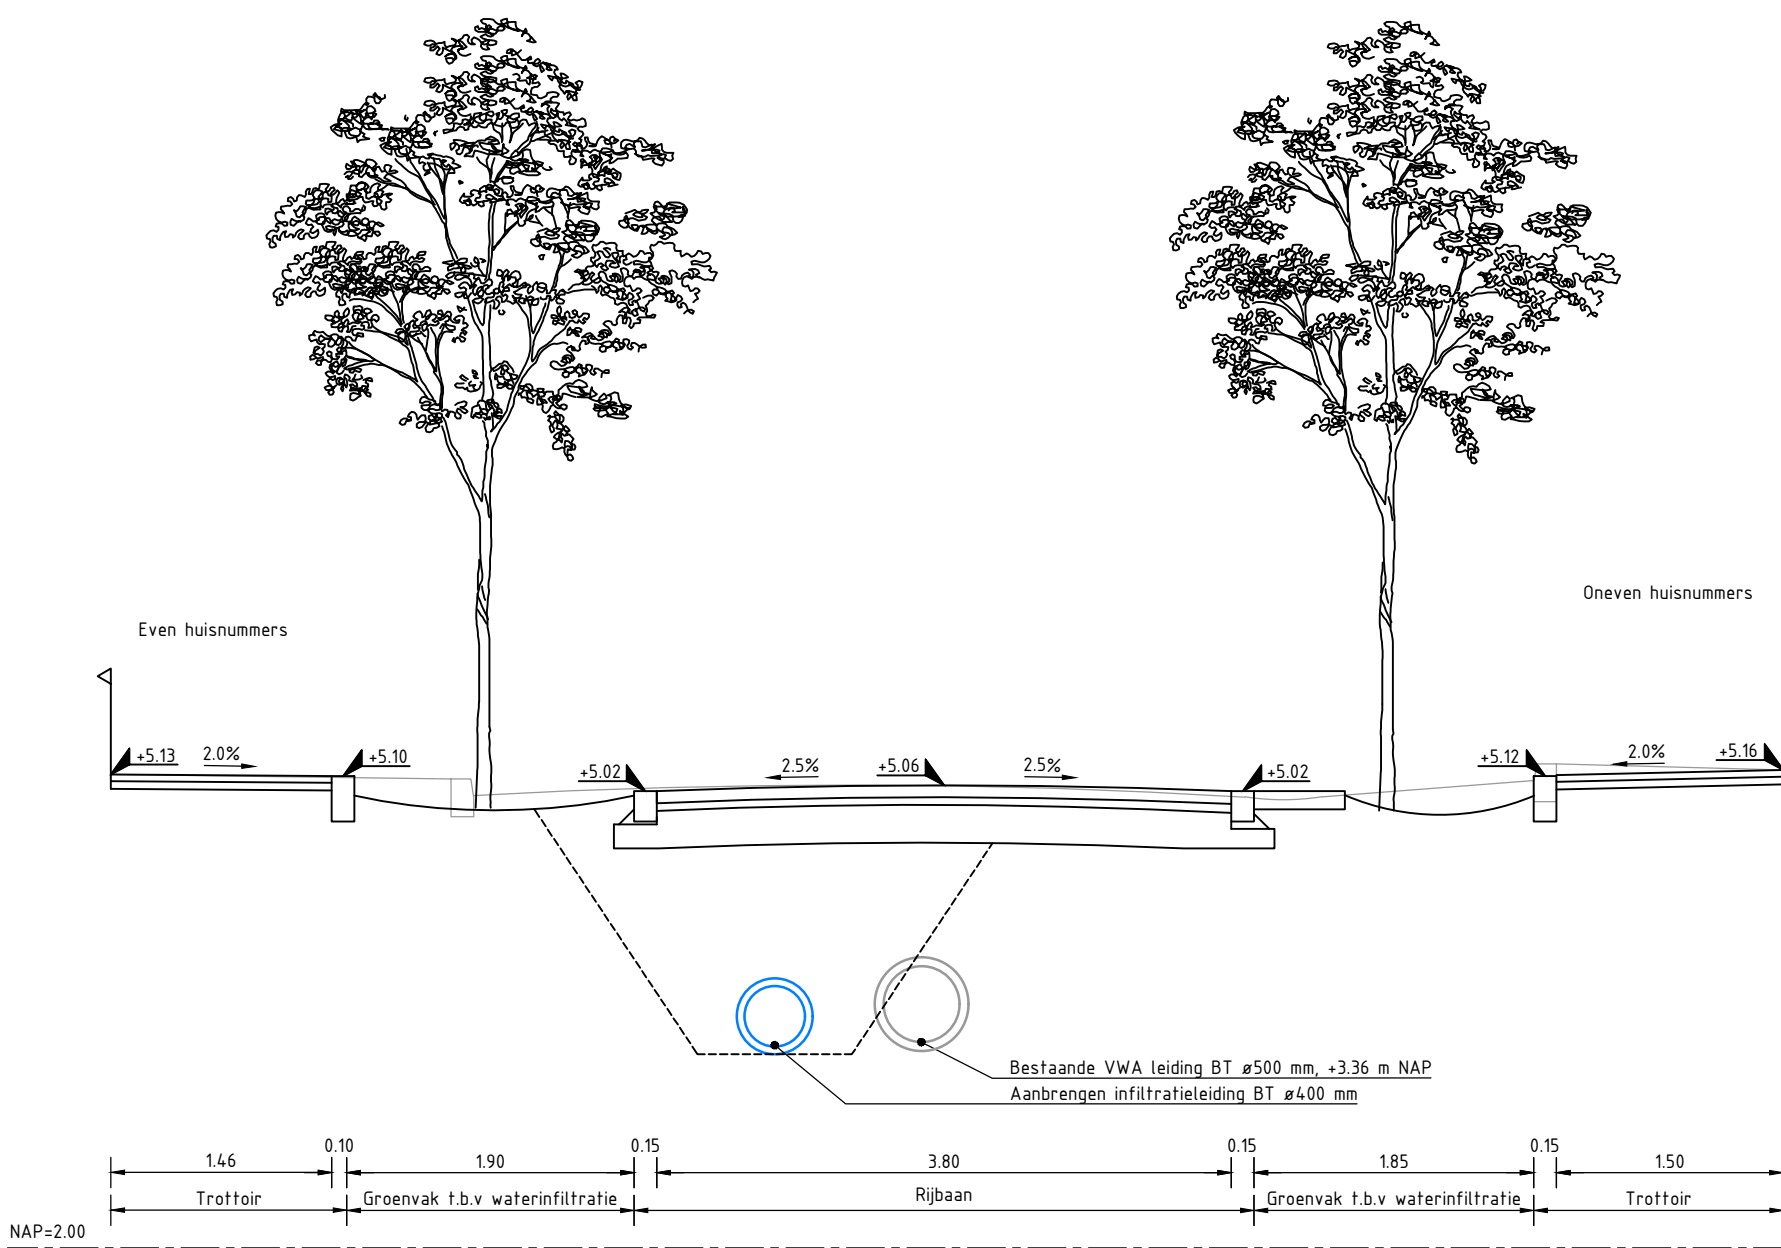 Oneven huisnummers
Even huisnummers
+5.13
2.0%
+5.10
+5.02
2.5%
+5.06
2.5%
+5.02
+5.12
2.0%
+5.16
Bestaande VWA leiding BT ø500 mm, +3.36 m NAP
Aanbrengen infiltratieleiding BT ø400 mm
0.10
0.15
0.15
0.15
1.46
1.90
3.80
1.85
1.50
Trottoir
Groenvak t.b.v waterinfiltratie
Rijbaan
Groenvak t.b.v waterinfiltratie
Trottoir
NAP=2.00